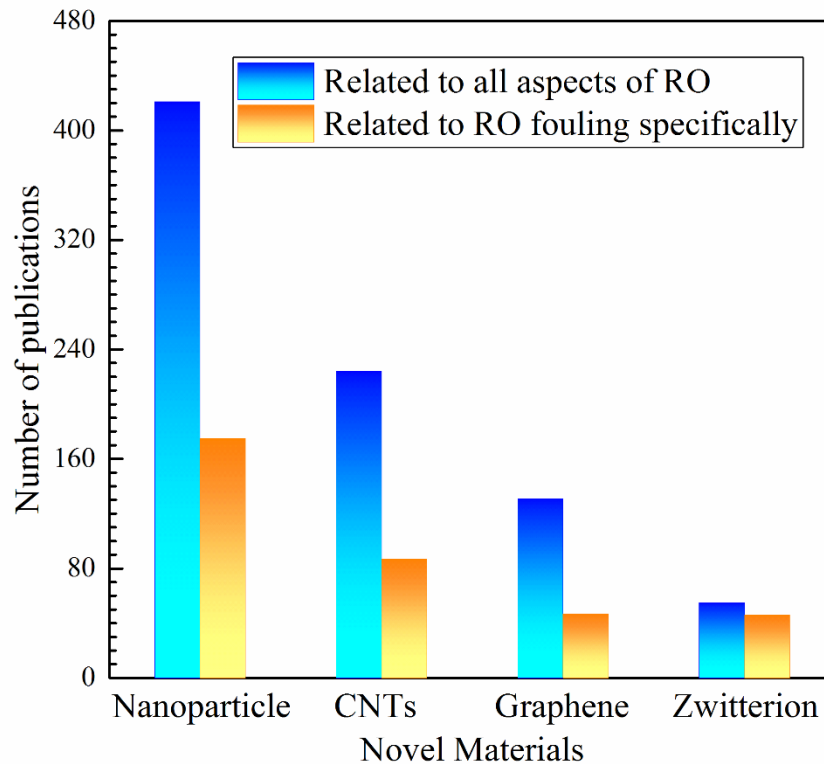 480
400
320
240
160
80
0
Number of publications
Related to all aspects of RO
Related to RO fouling specifically
Nanoparticle CNTs Graphene Zwitterion
Novel Materials